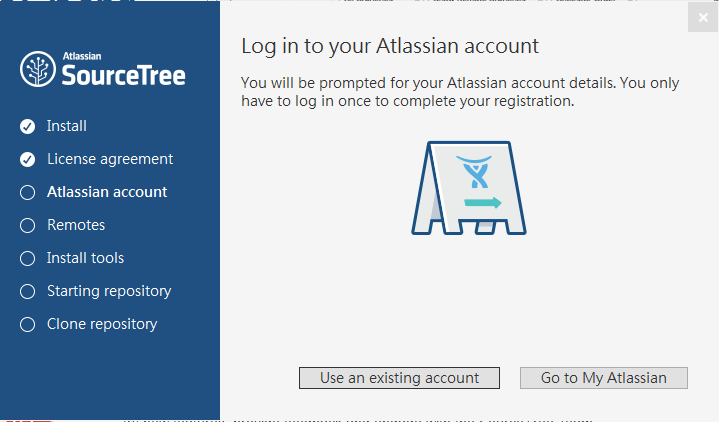 Atlassian
SourceTree
Install
License agreement
Atlassian account
Remotes
Install tools
Starting repository
Clone repository
Log in to your Atlassian account
You will be prompted for your Atlassian account details. You only
have to log in once to complete your registration.
Use an existing account
Go to My Atlassian